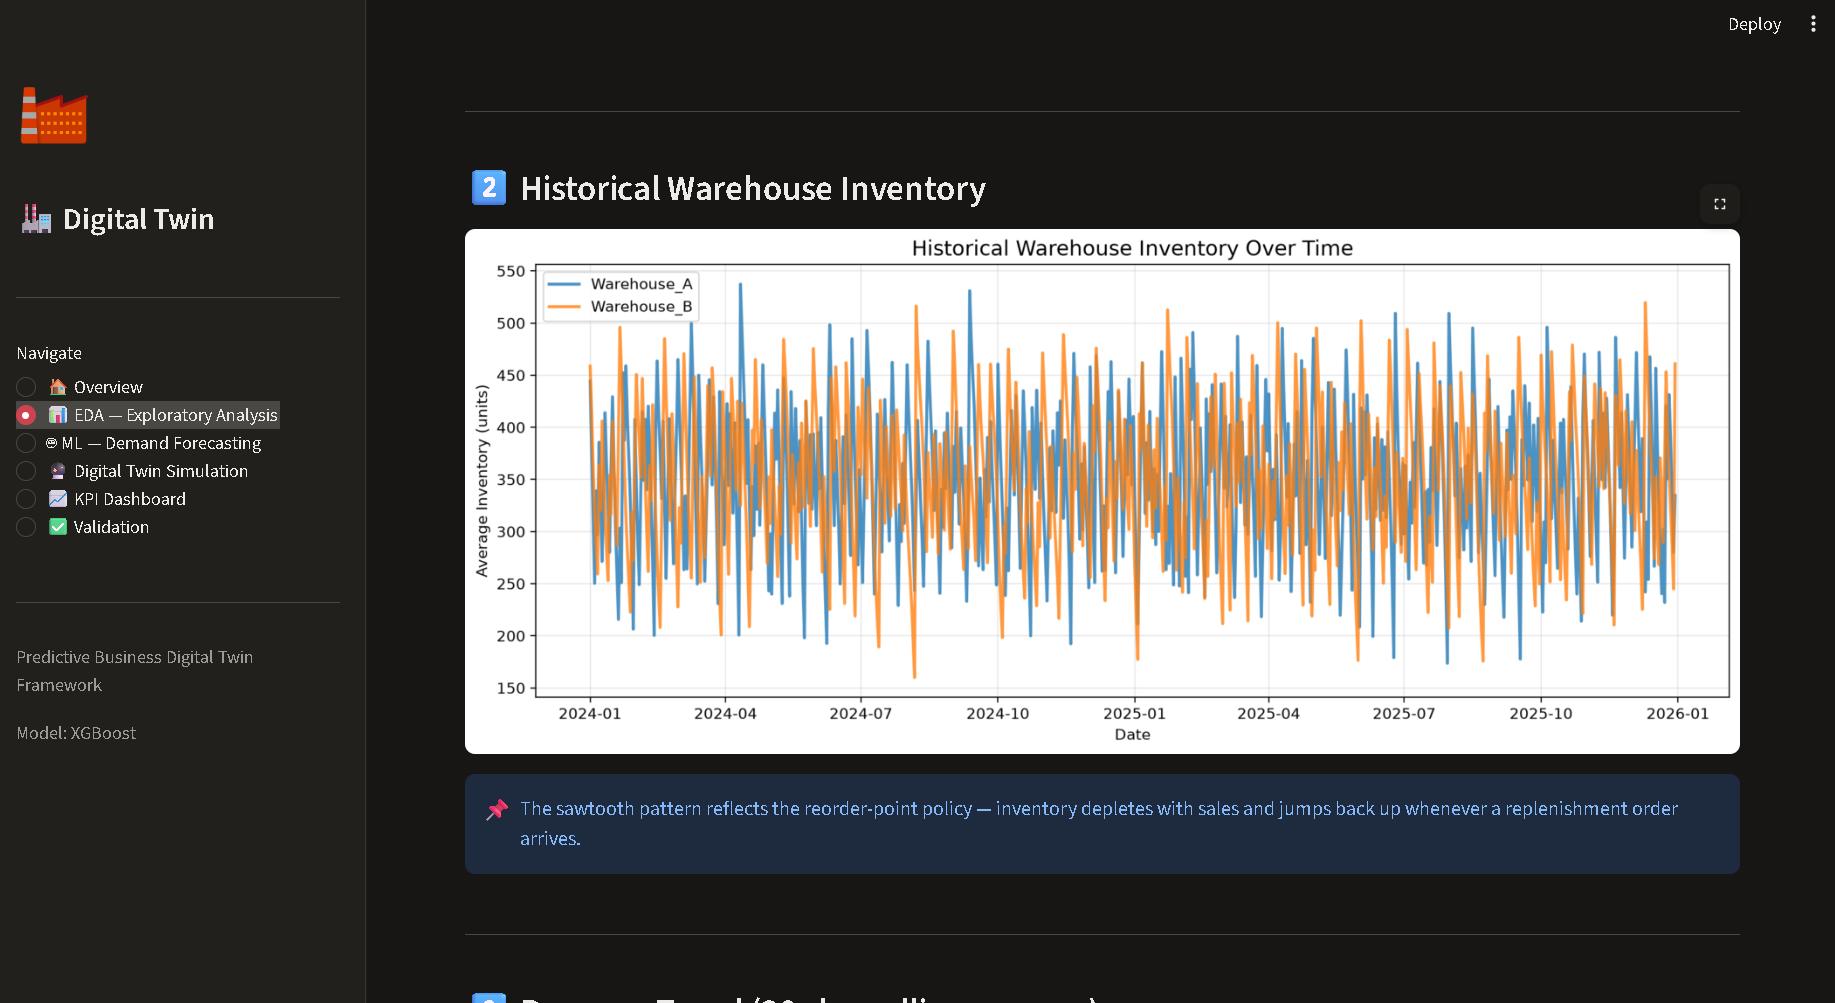 Deploy
Digital Twin
Navigate
Overview
EDA — Exploratory Analysis
ML — Demand Forecasting
Digital Twin Simulation
KPI Dashboard
Validation
Predictive Business Digital Twin
Framework
Model: XGBoost
2 Historical Warehouse Inventory
Historical Warehouse Inventory Over Time
Warehouse_A
Warehouse_B
Average Inventory (units)
550
500
450
400
350
300
250
200
150
2024-01 2024-04 2024-07 2024-10 2025-01 2025-04 2025-07 2025-10 2026-01
Date
The sawtooth pattern reflects the reorder-point policy — inventory depletes with sales and jumps back up whenever a replenishment order
arrives.